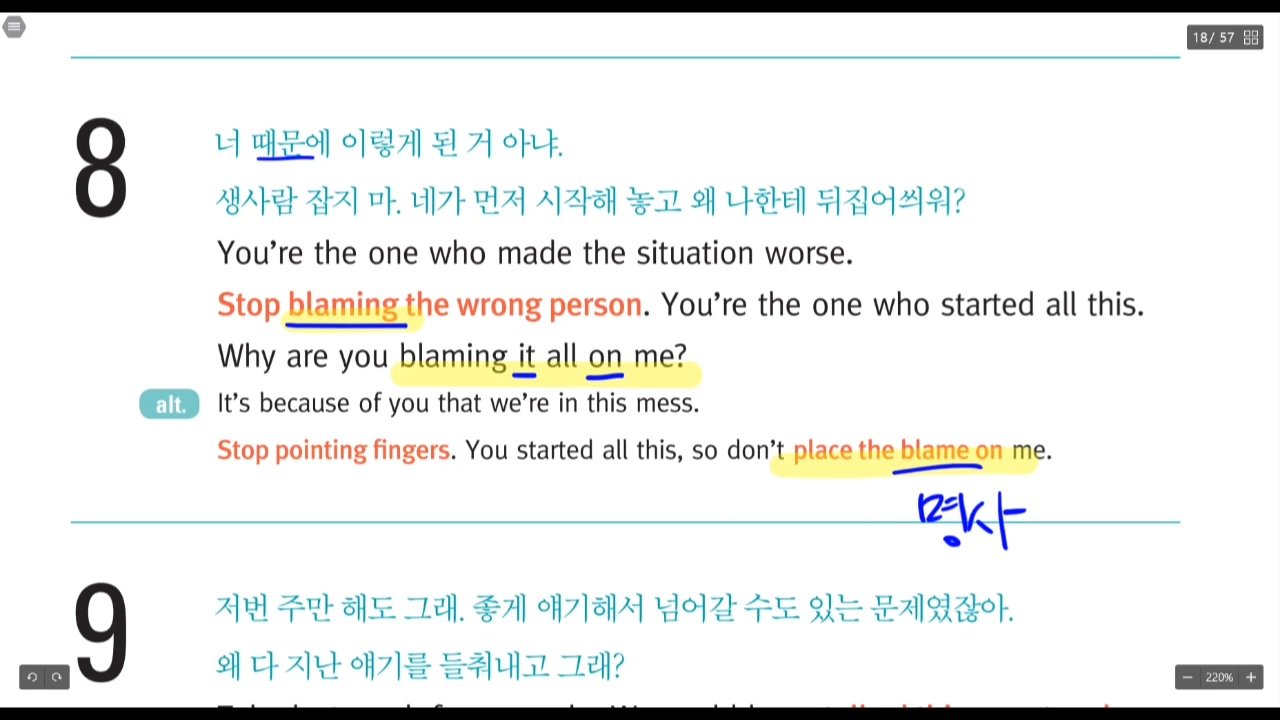 18/ 57
8
너 때문에 이렇게 된 거 아냐.
생사람 잡지 마. 네가 먼저 시작해 놓고 왜 나한테 뒤집어씌워?
You're the one who made the situation worse.
Stop blaming the wrong person. You're the one who started all this.
Why are you blaming it all on me?
alt. It's because of you that we're in this mess.
Stop pointing fingers. You started all this, so don't place the blame on me.
명사
9
저번 주만 해도 그래. 좋게 얘기해서 넘어갈 수도 있는 문제였잖아.
왜 다 지난 얘기를 들춰내고 그래?
220%